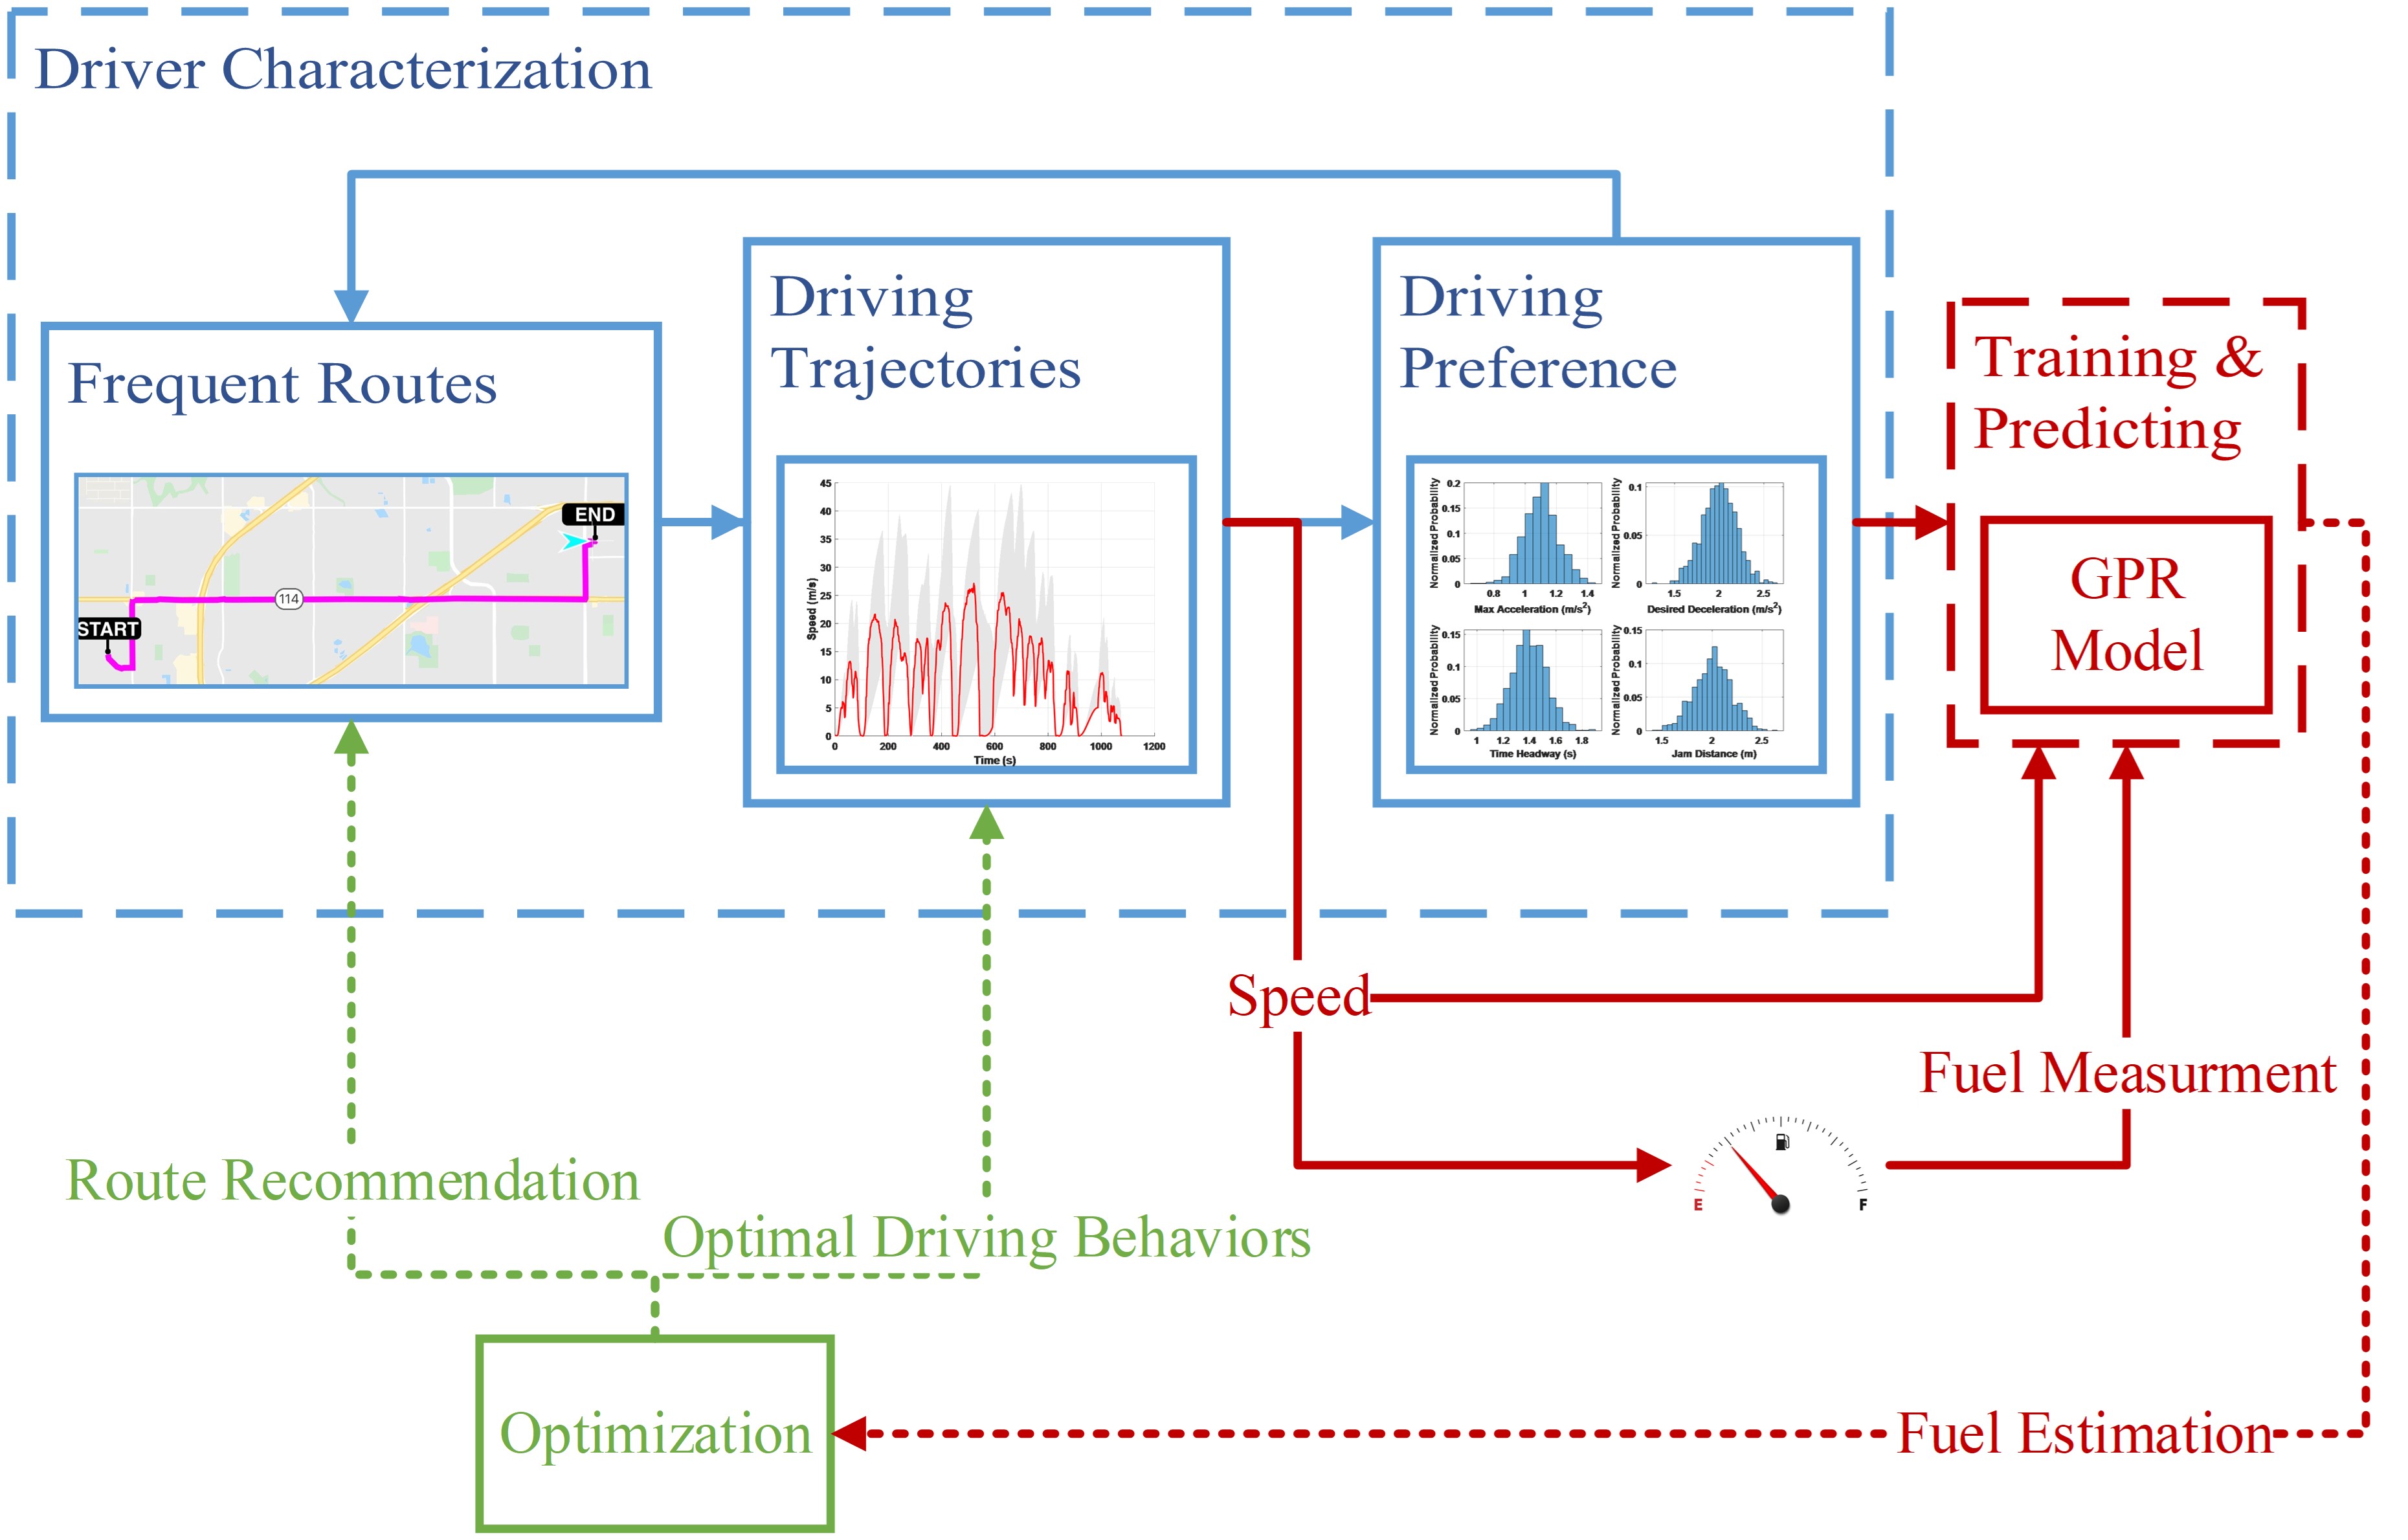 Driver Characterization
Frequent Routes
END
114
START
Driving
Trajectories
45
40
35
30
25
20
15
10
5
0
Speed (m/s)
0 200 400 600 800 1000 1200
Time (s)
Driving
Preference
Normalized Probability
0.2
0.15
0.1
0.05
0
0.8 1 1.2 1.4
Max Acceleration (m/s²)
Normalized Probability
0.1
0.05
0
1.5 2 2.5
Desired Deceleration (m/s²)
Normalized Probability
0.15
0.1
0.05
0
1 1.2 1.4 1.6 1.8
Time Headway (s)
Normalized Probability
0.15
0.1
0.05
0
1.5 2 2.5
Jam Distance (m)
Training &
Predicting
GPR
Model
Speed
Fuel Measurment
E F
Route Recommendation
Optimal Driving Behaviors
Optimization
Fuel Estimation